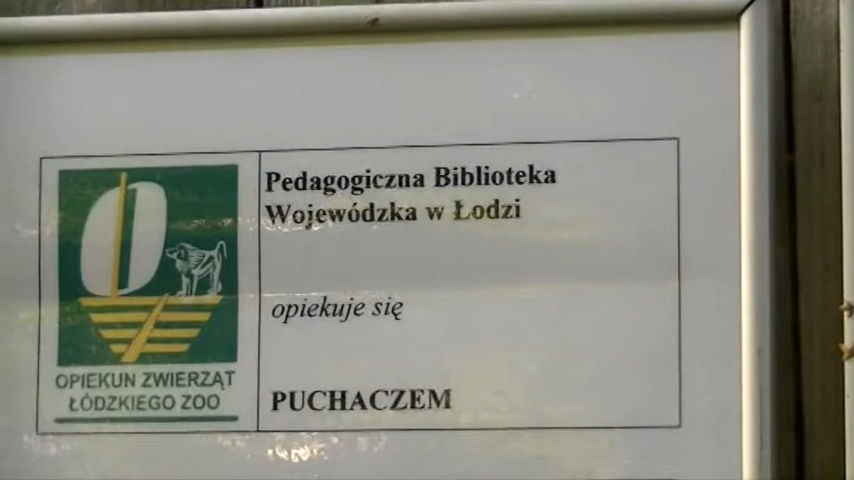 Pedagogiczna Biblioteka
Wojewódzka w Łodzi
opiekuje się
PUCHACZEM
OPIEKUN ZWIERZĄT
ŁÓDZKIEGO ZOO